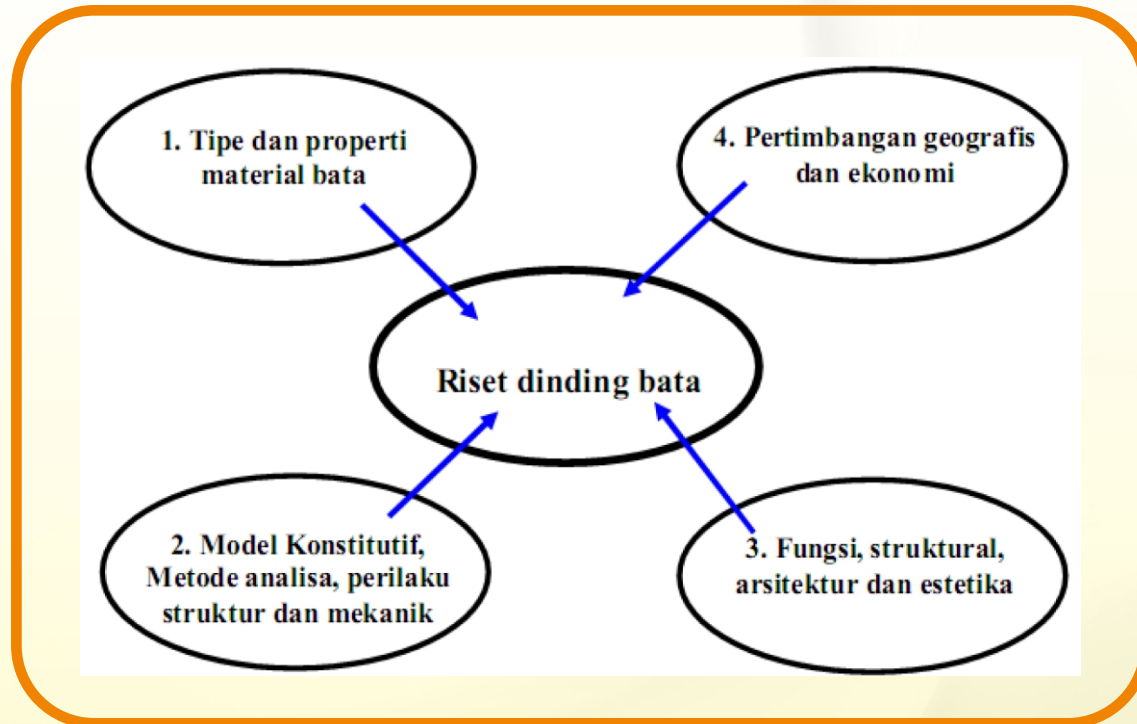 1. Tipe dan properti
material bata
4. Pertimbangan geografis
dan ekonomi
Riset dinding bata
2. Model Konstitutif,
Metode analisa, perilaku
struktur dan mekanik
3. Fungsi, struktural,
arsitektur dan estetika